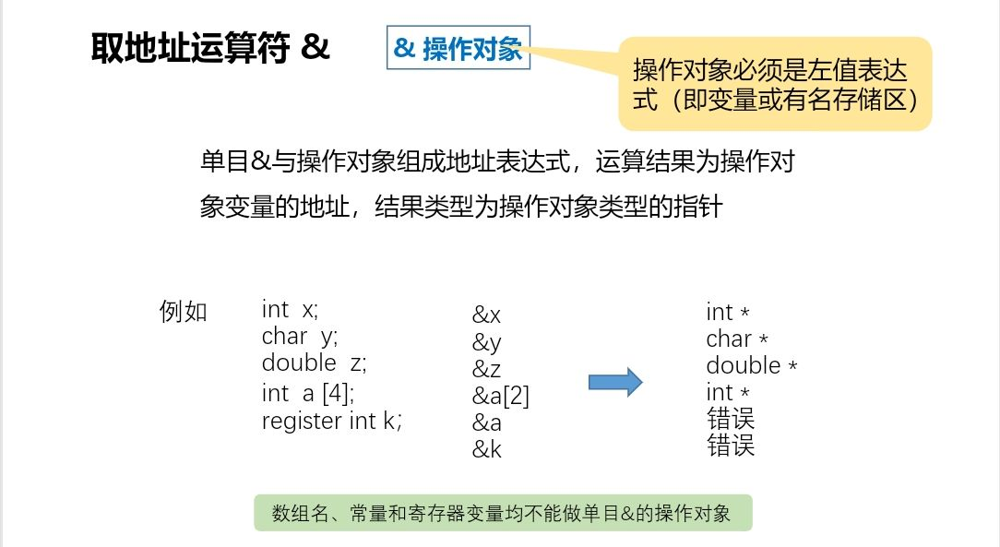 取地址运算符 &
& 操作对象
操作对象必须是左值表达
式（即变量或有名存储区）
单目&与操作对象组成地址表达式，运算结果为操作对
象变量的地址，结果类型为操作对象类型的指针
例如
int x;
char y;
double z;
int a [4];
register int k；
&x
&y
&z
&a[2]
&a
&k
int *
char *
double *
int *
错误
错误
数组名、常量和寄存器变量均不能做单目&的操作对象